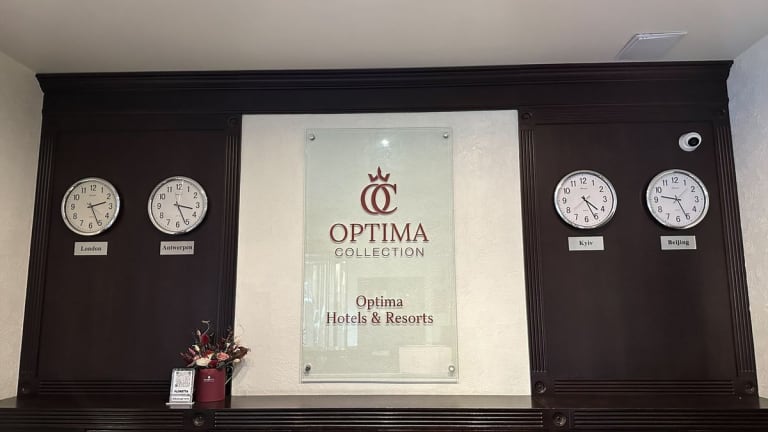 OC
OPTIMA
COLLECTION
Optima
Hotels & Resorts
London
Antwerpen
Kyiv
Beijing